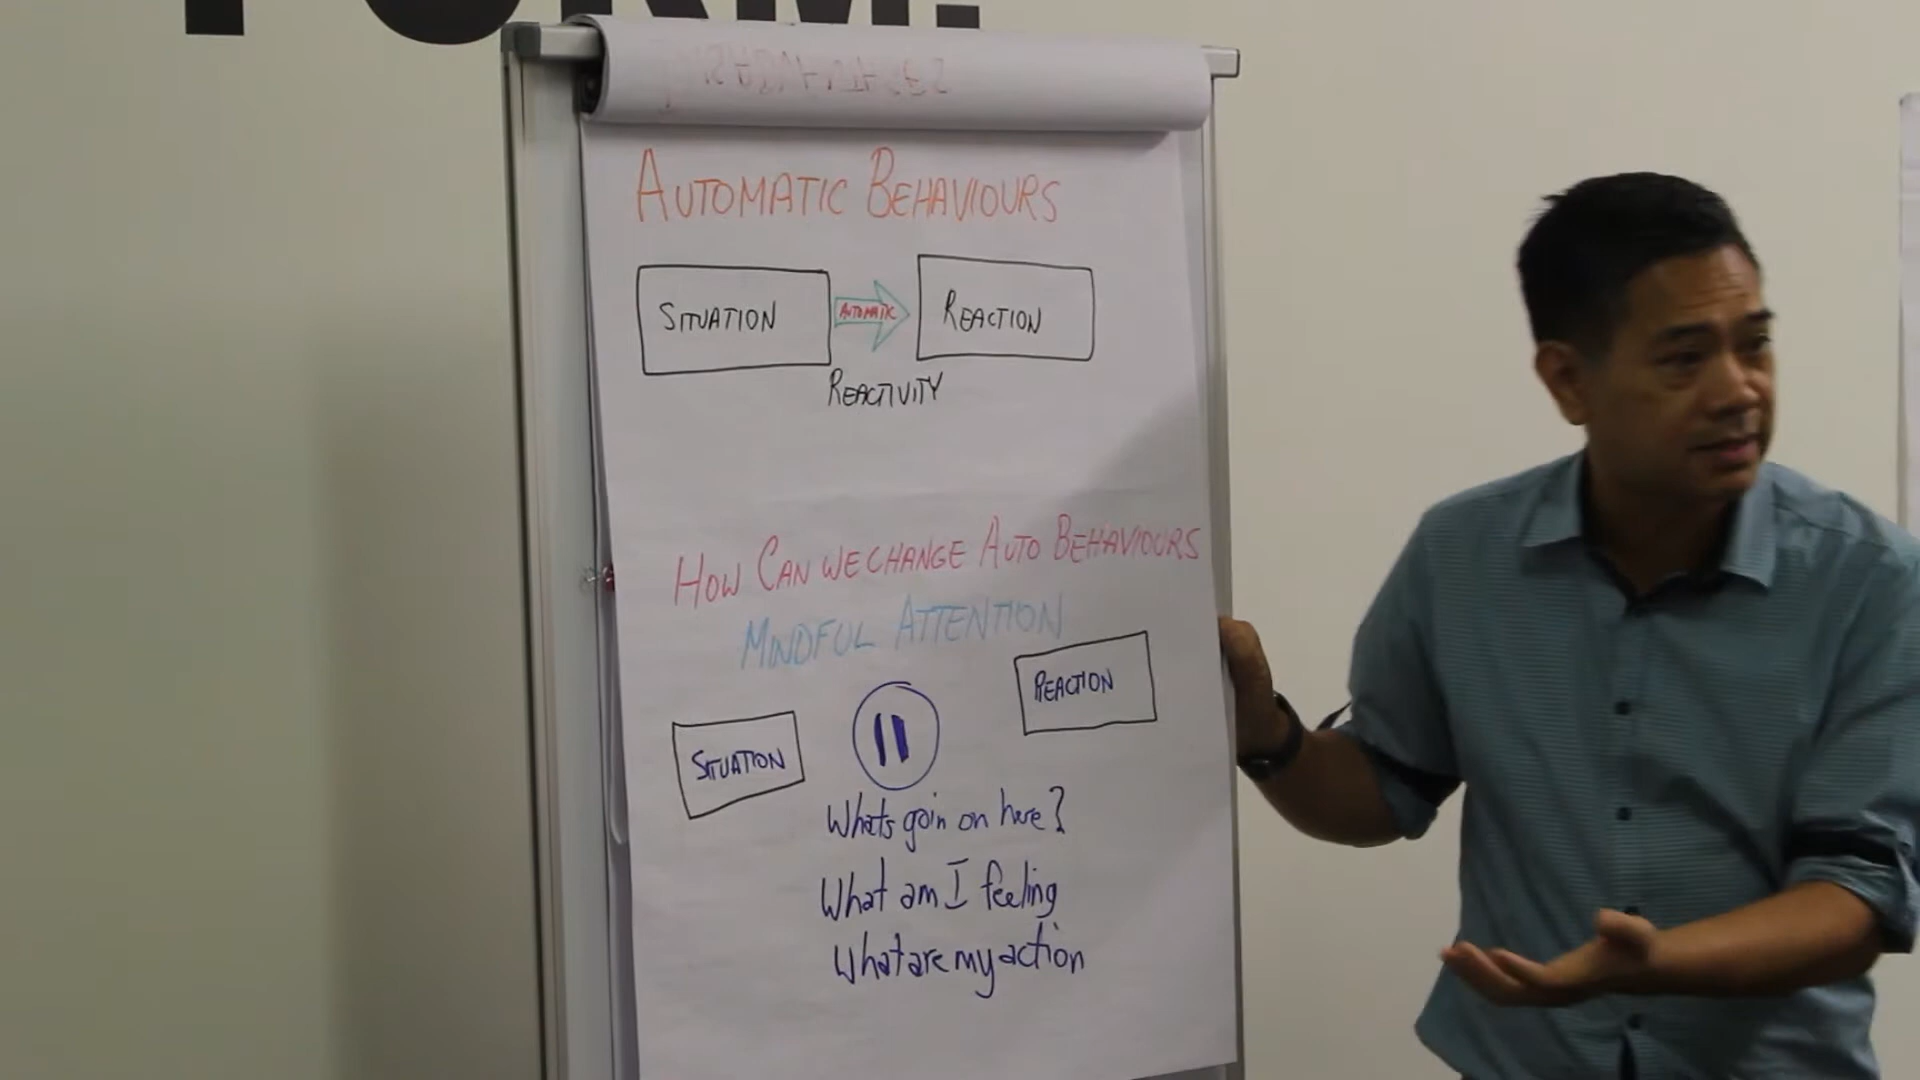 AUTOMATIC BEHAVIOURS
SITUATION
AUTOMATIC
REACTION
REACTIVITY
HOW CAN WE CHANGE AUTO BEHAVIOURS
MINDFUL ATTENTION
REACTION
SITUATION
Whats goin on here?
What am I feeling
What are my action